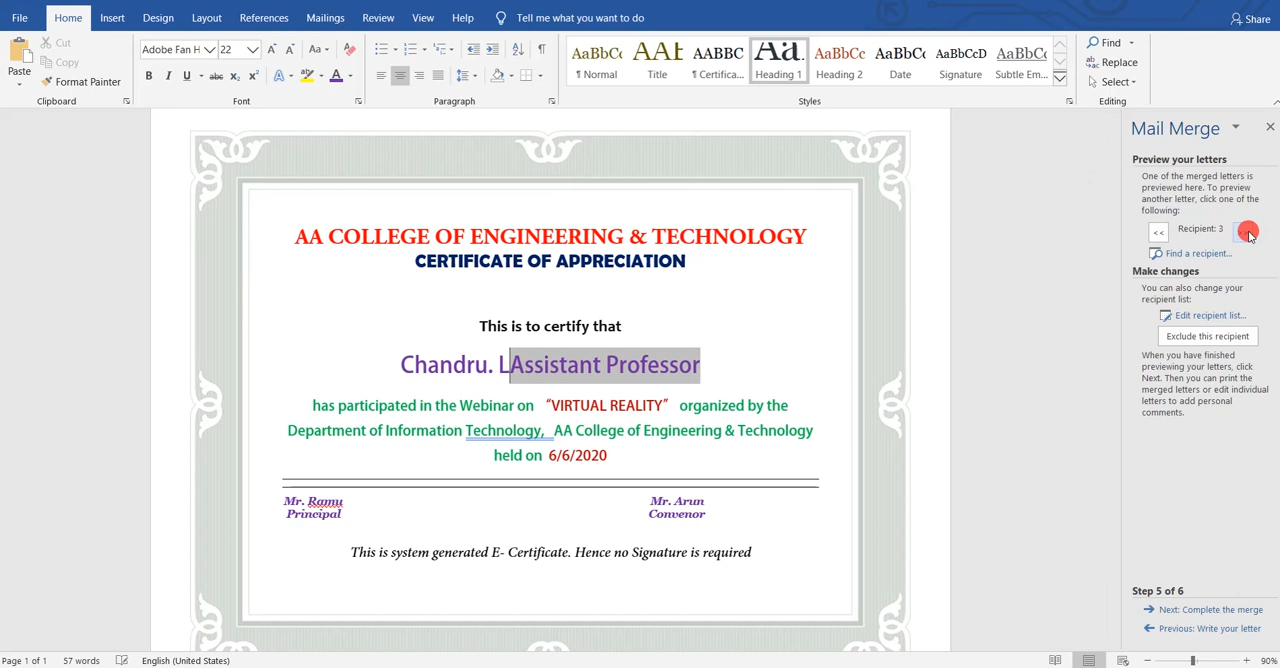 File Home Insert Design Layout References Mailings Review View Help Tell me what you want to do Share
Paste
Cut
Copy
Format Painter
Clipboard
Adobe Fan H 22
Aa
B I U abc X₂ X² A A
Font
Paragraph
AaBbCc AABBC AaBbCc AaBbCc AaBbCcD AaBbCc
¶ Normal Title ¶ Certifica... Heading 1 Heading 2 Date Signature Subtle Em...
Styles
Find
Replace
Select
Editing
AA COLLEGE OF ENGINEERING & TECHNOLOGY
CERTIFICATE OF APPRECIATION
This is to certify that
Chandru. LAssistant Professor
has participated in the Webinar on “VIRTUAL REALITY” organized by the
Department of Information Technology, AA College of Engineering & Technology
held on 6/6/2020
Mr. Ramu Mr. Arun
Principal Convenor
This is system generated E- Certificate. Hence no Signature is required
Mail Merge
Preview your letters
One of the merged letters is
previewed here. To preview
another letter, click one of the
following:
<< Recipient: 3
Find a recipient...
Make changes
You can also change your
recipient list:
Edit recipient list...
Exclude this recipient
When you have finished
previewing your letters, click
Next. Then you can print the
merged letters or edit individual
letters to add personal
comments.
Step 5 of 6
Next: Complete the merge
Previous: Write your letter
Page 1 of 1 57 words English (United States) 90%